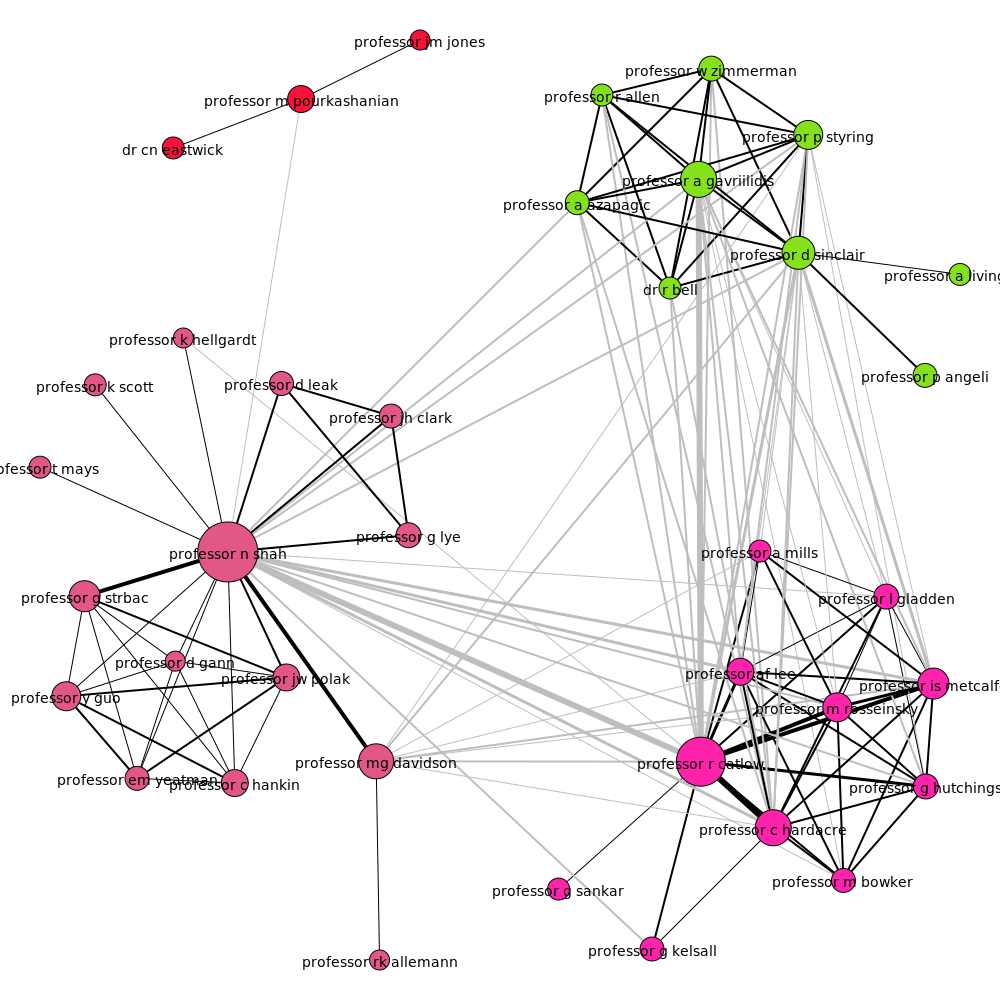 professor jm jones
professor w zimmerman
professor r allen
professor m pourkashanian
professor p styring
dr cn eastwick
professor a gavriilidis
professor a azapagic
professor d sinclair
professor a living
dr r bell
professor k hellgardt
professor p angeli
professor d leak
professor k scott
professor jh clark
ofessor t mays
professor g lye
professor n shah
professor a mills
professor g strbac
professor l gladden
professor d gann
professor af lee
professor jw polak
professor is metcalf
professor y guo
professor m rosseinsky
professor mg davidson
professor r catlow
professor em yeatman
professor c hankin
professor g hutchings
professor c hardacre
professor m bowker
professor g sankar
professor g kelsall
professor rk allemann